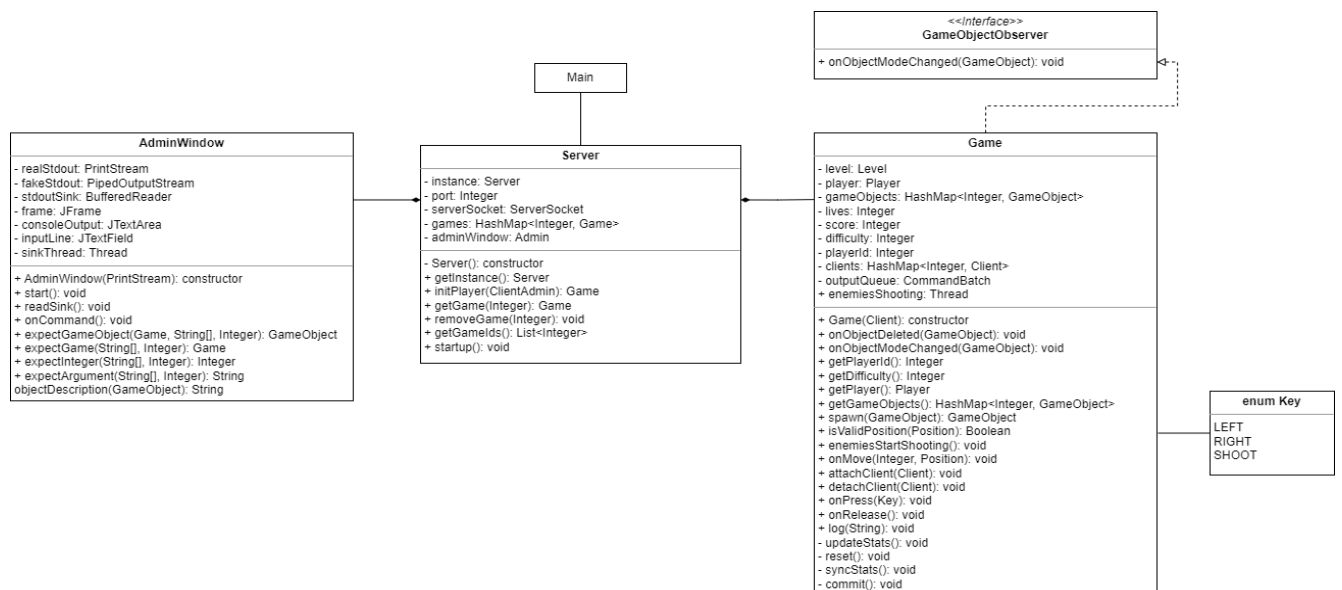 <<Interface>>
GameObjectObserver
+ onObjectModeChanged(GameObject): void
Main
AdminWindow
- realStdout: PrintStream
- fakeStdout: PipedOutputStream
- stdoutSink: BufferedReader
- frame: JFrame
- consoleOutput: JTextArea
- inputLine: JTextField
- sinkThread: Thread
+ AdminWindow(PrintStream): constructor
+ start(): void
+ readSink(): void
+ onCommand(): void
+ expectGameObject(Game, String[], Integer): GameObject
+ expectGame(String[], Integer): Game
+ expectInteger(String[], Integer): Integer
+ expectArgument(String[], Integer): String
objectDescription(GameObject): String
Server
- instance: Server
- port: Integer
- serverSocket: ServerSocket
- games: HashMap<Integer, Game>
- adminWindow: Admin
- Server(): constructor
+ getInstance(): Server
+ initPlayer(ClientAdmin): Game
+ getGame(Integer): Game
+ removeGame(Integer): void
+ getGameIds(): List<Integer>
+ startup(): void
Game
- level: Level
- player: Player
- gameObjects: HashMap<Integer, GameObject>
- lives: Integer
- score: Integer
- difficulty: Integer
- playerId: Integer
- clients: HashMap<Integer, Client>
- outputQueue: CommandBatch
+ enemiesShooting: Thread
+ Game(Client): constructor
+ onObjectDeleted(GameObject): void
+ onObjectModeChanged(GameObject): void
+ getPlayerId(): Integer
+ getDifficulty(): Integer
+ getPlayer(): Player
+ getGameObjects(): HashMap<Integer, GameObject>
+ spawn(GameObject): GameObject
+ isValidPosition(Position): Boolean
+ enemiesStartShooting(): void
+ onMove(Integer, Position): void
+ attachClient(Client): void
+ detachClient(Client): void
+ onPress(Key): void
+ onRelease(): void
+ log(String): void
- updateStats(): void
- reset(): void
- syncStats(): void
- commit(): void
enum Key
LEFT
RIGHT
SHOOT